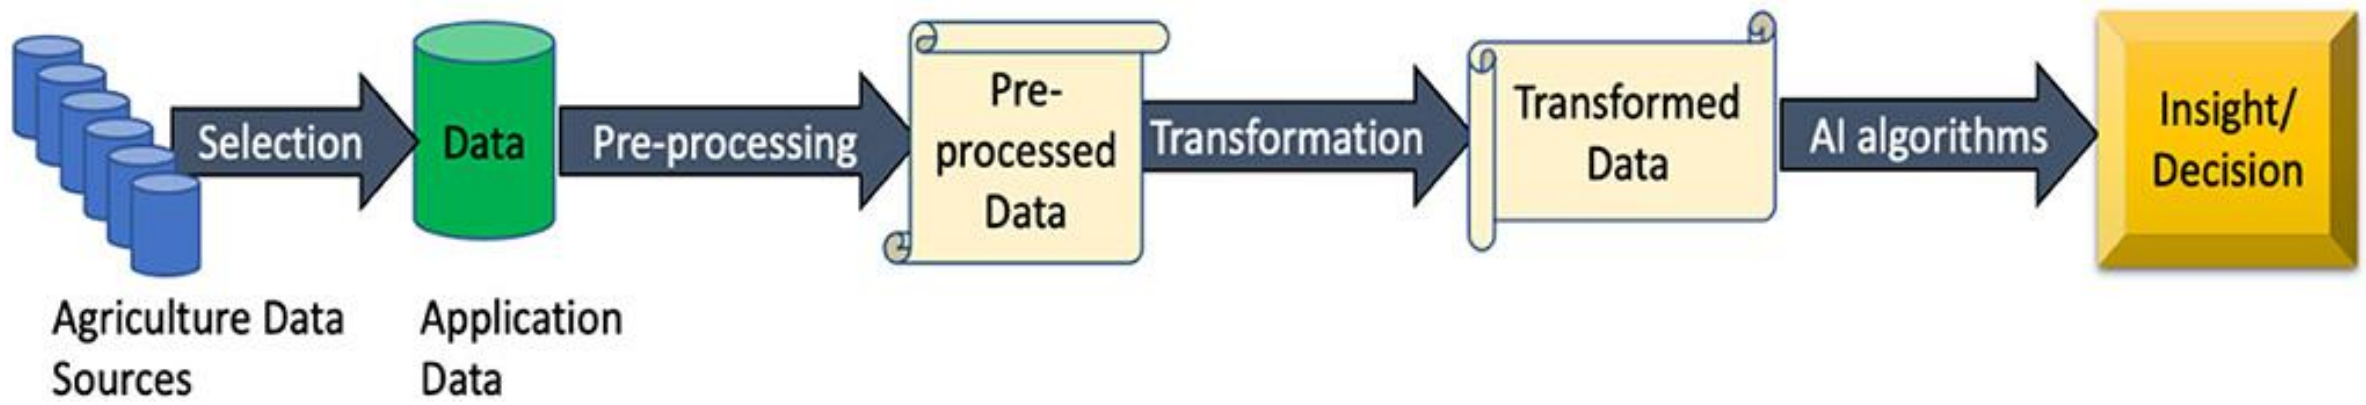 Selection
Data
Pre-processing
Pre-
processed
Data
Transformation
Transformed
Data
AI algorithms
Insight/
Decision
Agriculture Data
Sources
Application
Data